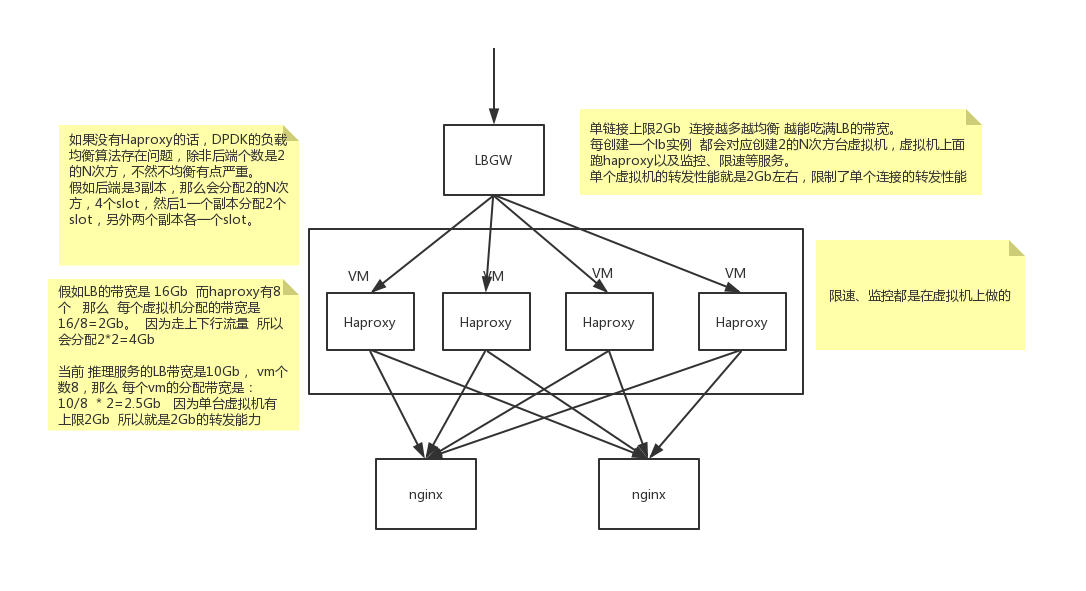 如果没有Haproxy的话，DPDK的负载
均衡算法存在问题，除非后端个数是2
的N次方，不然不均衡有点严重。
假如后端是3副本，那么会分配2的N次
方，4个slot，然后1一个副本分配2个
slot，另外两个副本各一个slot。
LBGW
单链接上限2Gb  连接越多越均衡 越能吃满LB的带宽。
每创建一个lb实例  都会对应创建2的N次方台虚拟机，虚拟机上面
跑haproxy以及监控、限速等服务。
单个虚拟机的转发性能就是2Gb左右，限制了单个连接的转发性能
假如LB的带宽是 16Gb  而haproxy有8
个   那么  每个虚拟机分配的带宽是
16/8=2Gb。  因为走上下行流量  所以
会分配2*2=4Gb
当前 推理服务的LB带宽是10Gb， vm个
数8，那么 每个vm的分配带宽是：
10/8  * 2=2.5Gb   因为单台虚拟机有
上限2Gb  所以就是2Gb的转发能力
VM
VM
VM
VM
Haproxy
Haproxy
Haproxy
Haproxy
限速、监控都是在虚拟机上做的
nginx
nginx